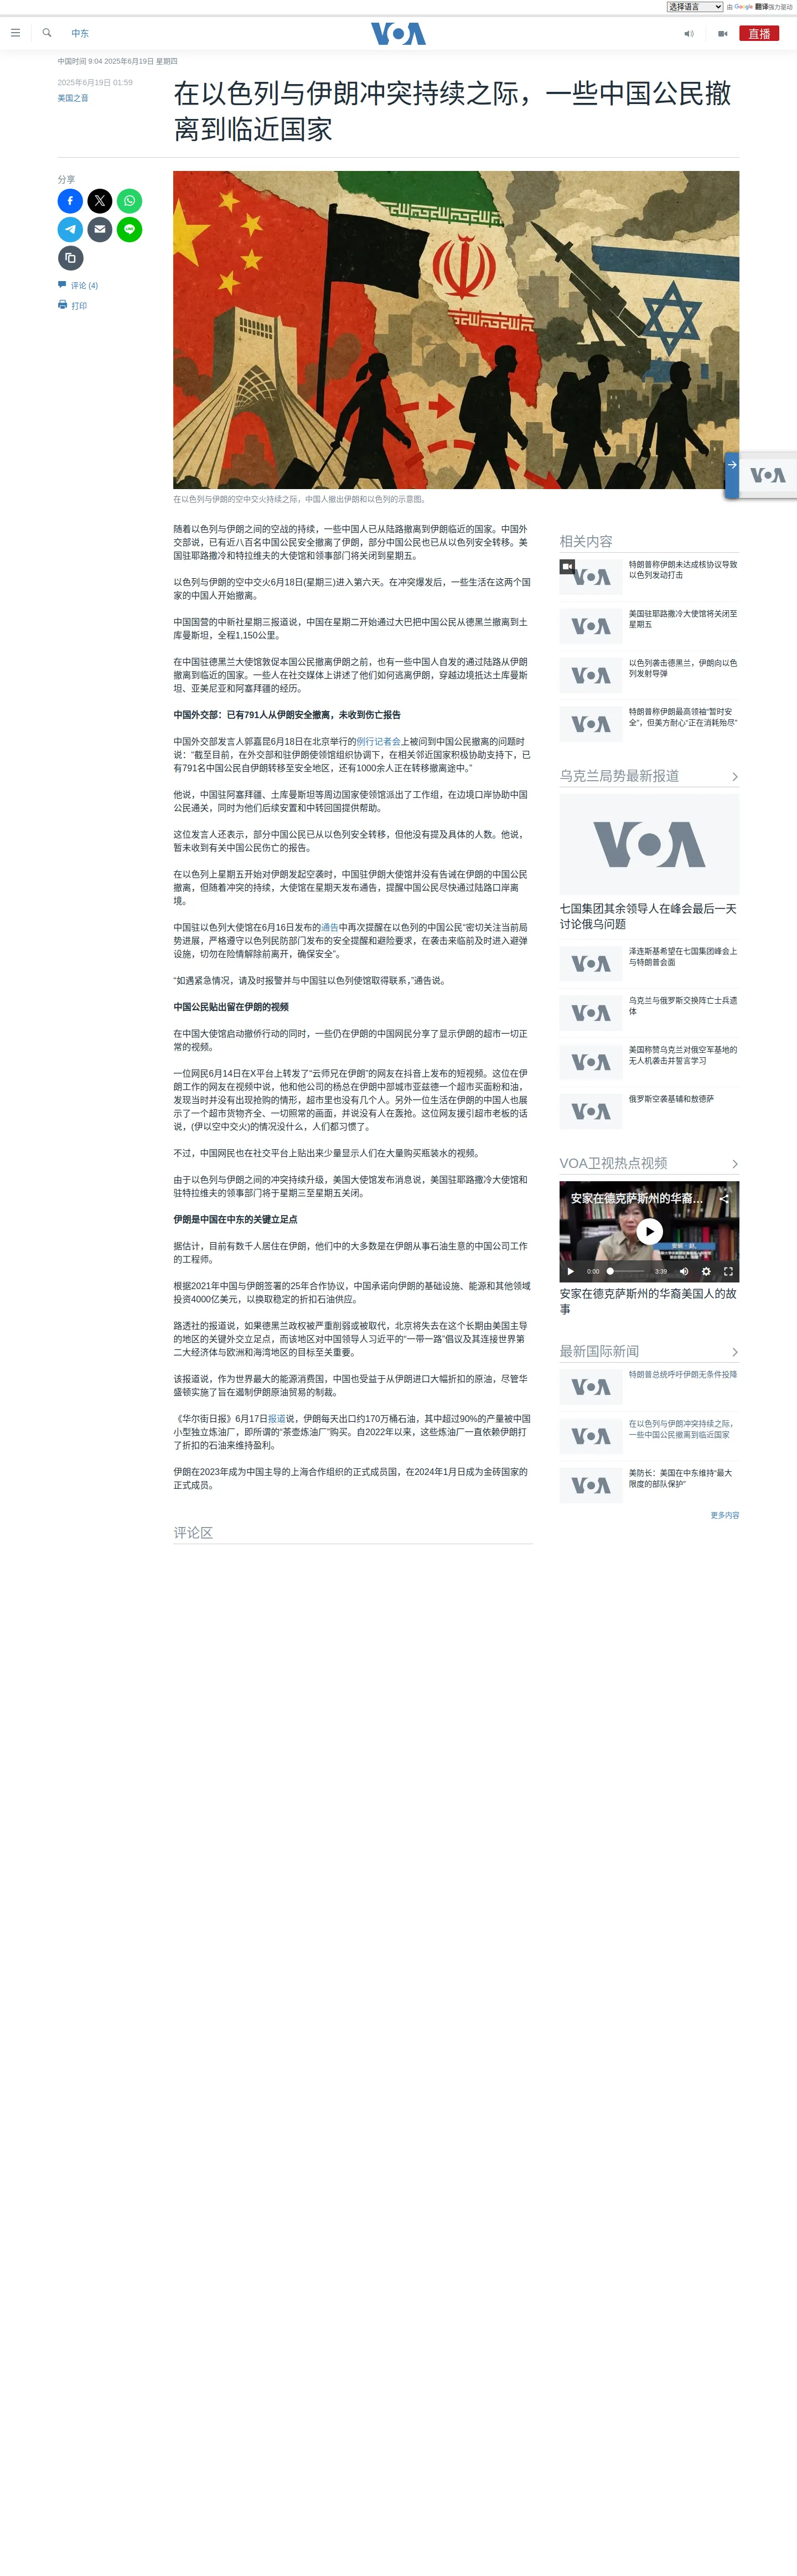 选择语言 由 Google 翻译强力驱动
中东
VOA
直播
中国时间 9:04 2025年6月19日 星期四
2025年6月19日 01:59
美国之音
在以色列与伊朗冲突持续之际，一些中国公民撤
离到临近国家
分享
评论 (4)
打印
VOA
在以色列与伊朗的空中交火持续之际，中国人撤出伊朗和以色列的示意图。
随着以色列与伊朗之间的空战的持续，一些中国人已从陆路撤离到伊朗临近的国家。中国外
交部说，已有近八百名中国公民安全撤离了伊朗，部分中国公民也已从以色列安全转移。美
国驻耶路撒冷和特拉维夫的大使馆和领事部门将关闭到星期五。
以色列与伊朗的空中交火6月18日(星期三)进入第六天。在冲突爆发后，一些生活在这两个国
家的中国人开始撤离。
中国国营的中新社星期三报道说，中国在星期二开始通过大巴把中国公民从德黑兰撤离到土
库曼斯坦，全程1,150公里。
在中国驻德黑兰大使馆敦促本国公民撤离伊朗之前，也有一些中国人自发的通过陆路从伊朗
撤离到临近的国家。一些人在社交媒体上讲述了他们如何逃离伊朗，穿越边境抵达土库曼斯
坦、亚美尼亚和阿塞拜疆的经历。
中国外交部：已有791人从伊朗安全撤离，未收到伤亡报告
中国外交部发言人郭嘉昆6月18日在北京举行的例行记者会上被问到中国公民撤离的问题时
说：“截至目前，在外交部和驻伊朗使领馆组织协调下，在相关邻近国家积极协助支持下，已
有791名中国公民自伊朗转移至安全地区，还有1000余人正在转移撤离途中。”
他说，中国驻阿塞拜疆、土库曼斯坦等周边国家使领馆派出了工作组，在边境口岸协助中国
公民通关，同时为他们后续安置和中转回国提供帮助。
这位发言人还表示，部分中国公民已从以色列安全转移，但他没有提及具体的人数。他说，
暂未收到有关中国公民伤亡的报告。
在以色列上星期五开始对伊朗发起空袭时，中国驻伊朗大使馆并没有告诫在伊朗的中国公民
撤离，但随着冲突的持续，大使馆在星期天发布通告，提醒中国公民尽快通过陆路口岸离
境。
中国驻以色列大使馆在6月16日发布的通告中再次提醒在以色列的中国公民“密切关注当前局
势进展，严格遵守以色列民防部门发布的安全提醒和避险要求，在袭击来临前及时进入避弹
设施，切勿在险情解除前离开，确保安全”。
“如遇紧急情况，请及时报警并与中国驻以色列使馆取得联系，”通告说。
中国公民贴出留在伊朗的视频
在中国大使馆启动撤侨行动的同时，一些仍在伊朗的中国网民分享了显示伊朗的超市一切正
常的视频。
一位网民6月14日在X平台上转发了“云师兄在伊朗”的网友在抖音上发布的短视频。这位在伊
朗工作的网友在视频中说，他和他公司的杨总在伊朗中部城市亚兹德一个超市买面粉和油，
发现当时并没有出现抢购的情形，超市里也没有几个人。另外一位生活在伊朗的中国人也展
示了一个超市货物齐全、一切照常的画面，并说没有人在轰抢。这位网友援引超市老板的话
说，(伊以空中交火)的情况没什么，人们都习惯了。
不过，中国网民也在社交平台上贴出来少量显示人们在大量购买瓶装水的视频。
由于以色列与伊朗之间的冲突持续升级，美国大使馆发布消息说，美国驻耶路撒冷大使馆和
驻特拉维夫的领事部门将于星期三至星期五关闭。
伊朗是中国在中东的关键立足点
据估计，目前有数千人居住在伊朗，他们中的大多数是在伊朗从事石油生意的中国公司工作
的工程师。
根据2021年中国与伊朗签署的25年合作协议，中国承诺向伊朗的基础设施、能源和其他领域
投资4000亿美元，以换取稳定的折扣石油供应。
路透社的报道说，如果德黑兰政权被严重削弱或被取代，北京将失去在这个长期由美国主导
的地区的关键外交立足点，而该地区对中国领导人习近平的“一带一路”倡议及其连接世界第
二大经济体与欧洲和海湾地区的目标至关重要。
该报道说，作为世界最大的能源消费国，中国也受益于从伊朗进口大幅折扣的原油，尽管华
盛顿实施了旨在遏制伊朗原油贸易的制裁。
《华尔街日报》6月17日报道说，伊朗每天出口约170万桶石油，其中超过90%的产量被中国
小型独立炼油厂，即所谓的“茶壶炼油厂”购买。自2022年以来，这些炼油厂一直依赖伊朗打
了折扣的石油来维持盈利。
伊朗在2023年成为中国主导的上海合作组织的正式成员国，在2024年1月日成为金砖国家的
正式成员。
评论区
相关内容
VOA
特朗普称伊朗未达成核协议导致
以色列发动打击
VOA
美国驻耶路撒冷大使馆将关闭至
星期五
VOA
以色列袭击德黑兰，伊朗向以色
列发射导弹
VOA
特朗普称伊朗最高领袖“暂时安
全”，但美方耐心“正在消耗殆尽”
乌克兰局势最新报道
VOA
七国集团其余领导人在峰会最后一天
讨论俄乌问题
VOA
泽连斯基希望在七国集团峰会上
与特朗普会面
VOA
乌克兰与俄罗斯交换阵亡士兵遗
体
VOA
美国称赞乌克兰对俄空军基地的
无人机袭击并誓言学习
VOA
俄罗斯空袭基辅和敖德萨
VOA卫视热点视频
安家在德克萨斯州的华裔...
0:00 3:39
安家在德克萨斯州的华裔美国人的故
事
最新国际新闻
VOA
特朗普总统呼吁伊朗无条件投降
VOA
在以色列与伊朗冲突持续之际，
一些中国公民撤离到临近国家
VOA
美防长：美国在中东维持“最大
限度的部队保护”
更多内容